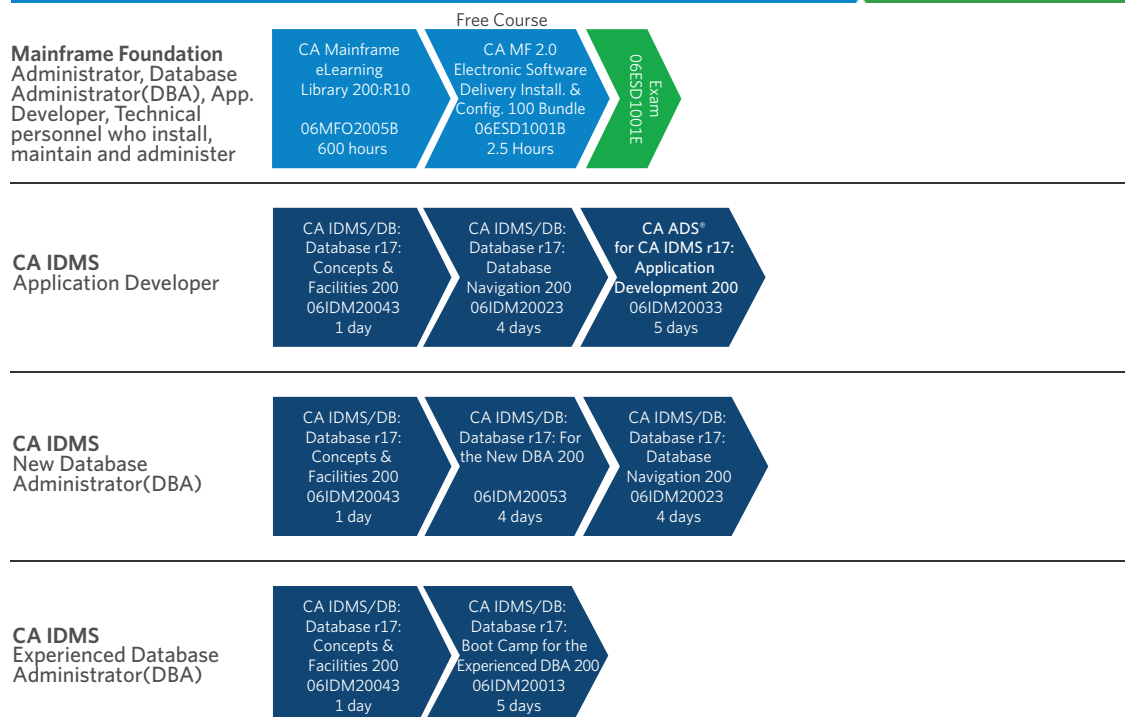 Free Course
Mainframe Foundation
Administrator, Database
Administrator(DBA), App.
Developer, Technical
personnel who install,
maintain and administer
CA Mainframe
eLearning
Library 200:R10
06MFO2005B
600 hours
CA MF 2.0
Electronic Software
Delivery Install. &
Config. 100 Bundle
06ESD1001B
2.5 Hours
Exam
06ESD1001E
CA IDMS
Application Developer
CA IDMS/DB:
Database r17:
Concepts &
Facilities 200
06IDM20043
1 day
CA IDMS/DB:
Database r17:
Database
Navigation 200
06IDM20023
4 days
CA ADS®
for CA IDMS r17:
Application
Development 200
06IDM20033
5 days
CA IDMS
New Database
Administrator(DBA)
CA IDMS/DB:
Database r17:
Concepts &
Facilities 200
06IDM20043
1 day
CA IDMS/DB:
Database r17: For
the New DBA 200
06IDM20053
4 days
CA IDMS/DB:
Database r17:
Database
Navigation 200
06IDM20023
4 days
CA IDMS
Experienced Database
Administrator(DBA)
CA IDMS/DB:
Database r17:
Concepts &
Facilities 200
06IDM20043
1 day
CA IDMS/DB:
Database r17:
Boot Camp for the
Experienced DBA 200
06IDM20013
5 days